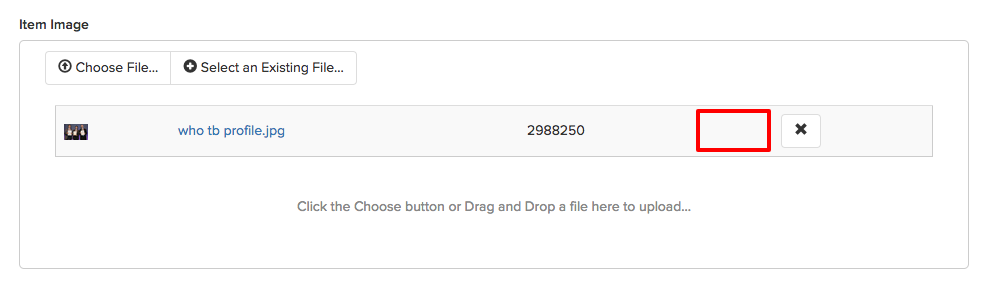 Item Image
Choose File... Select an Existing File...
who tb profile.jpg 2988250
Click the Choose button or Drag and Drop a file here to upload...